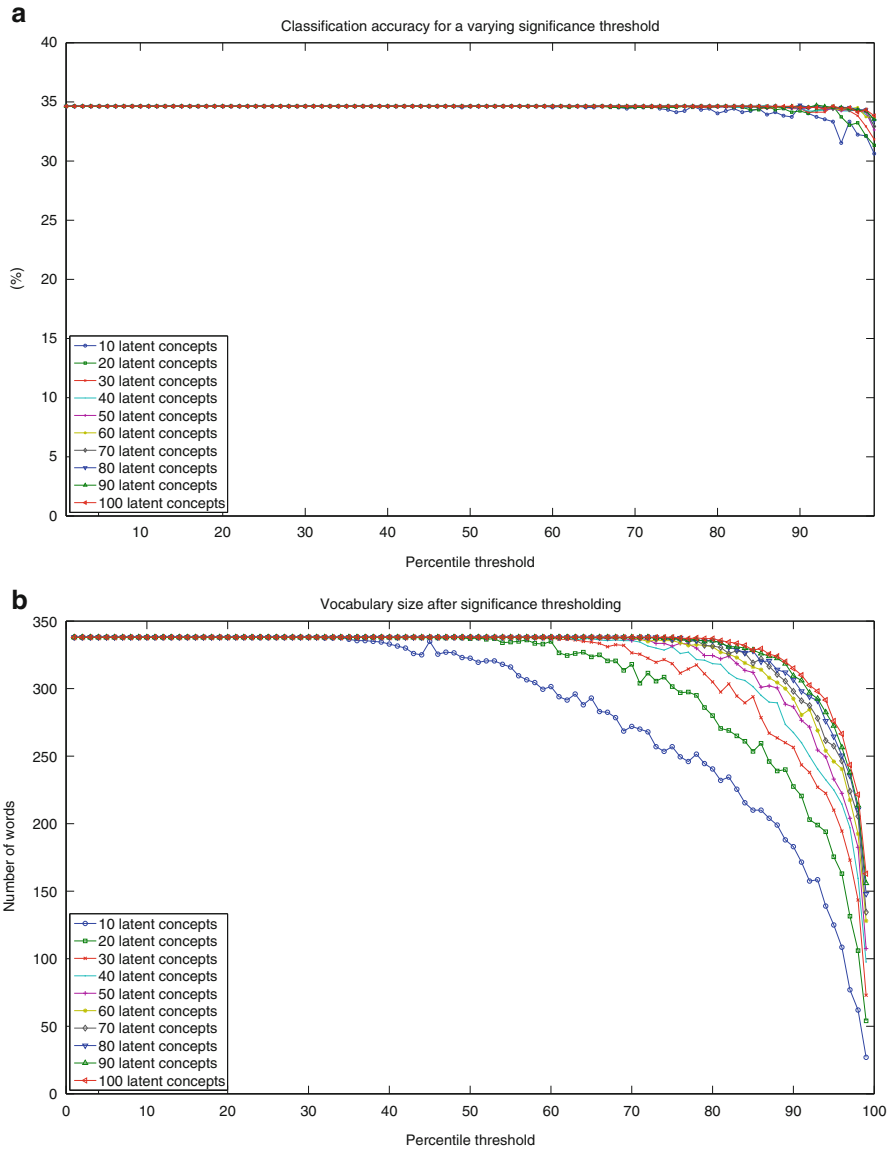 a
Classification accuracy for a varying significance threshold
40
35
30
25
20
15
10
5
0
(%)
10 latent concepts
20 latent concepts
30 latent concepts
40 latent concepts
50 latent concepts
60 latent concepts
70 latent concepts
80 latent concepts
90 latent concepts
100 latent concepts
10 20 30 40 50 60 70 80 90
Percentile threshold
b
Vocabulary size after significance thresholding
350
300
250
200
150
100
50
0
Number of words
10 latent concepts
20 latent concepts
30 latent concepts
40 latent concepts
50 latent concepts
60 latent concepts
70 latent concepts
80 latent concepts
90 latent concepts
100 latent concepts
0 10 20 30 40 50 60 70 80 90 100
Percentile threshold